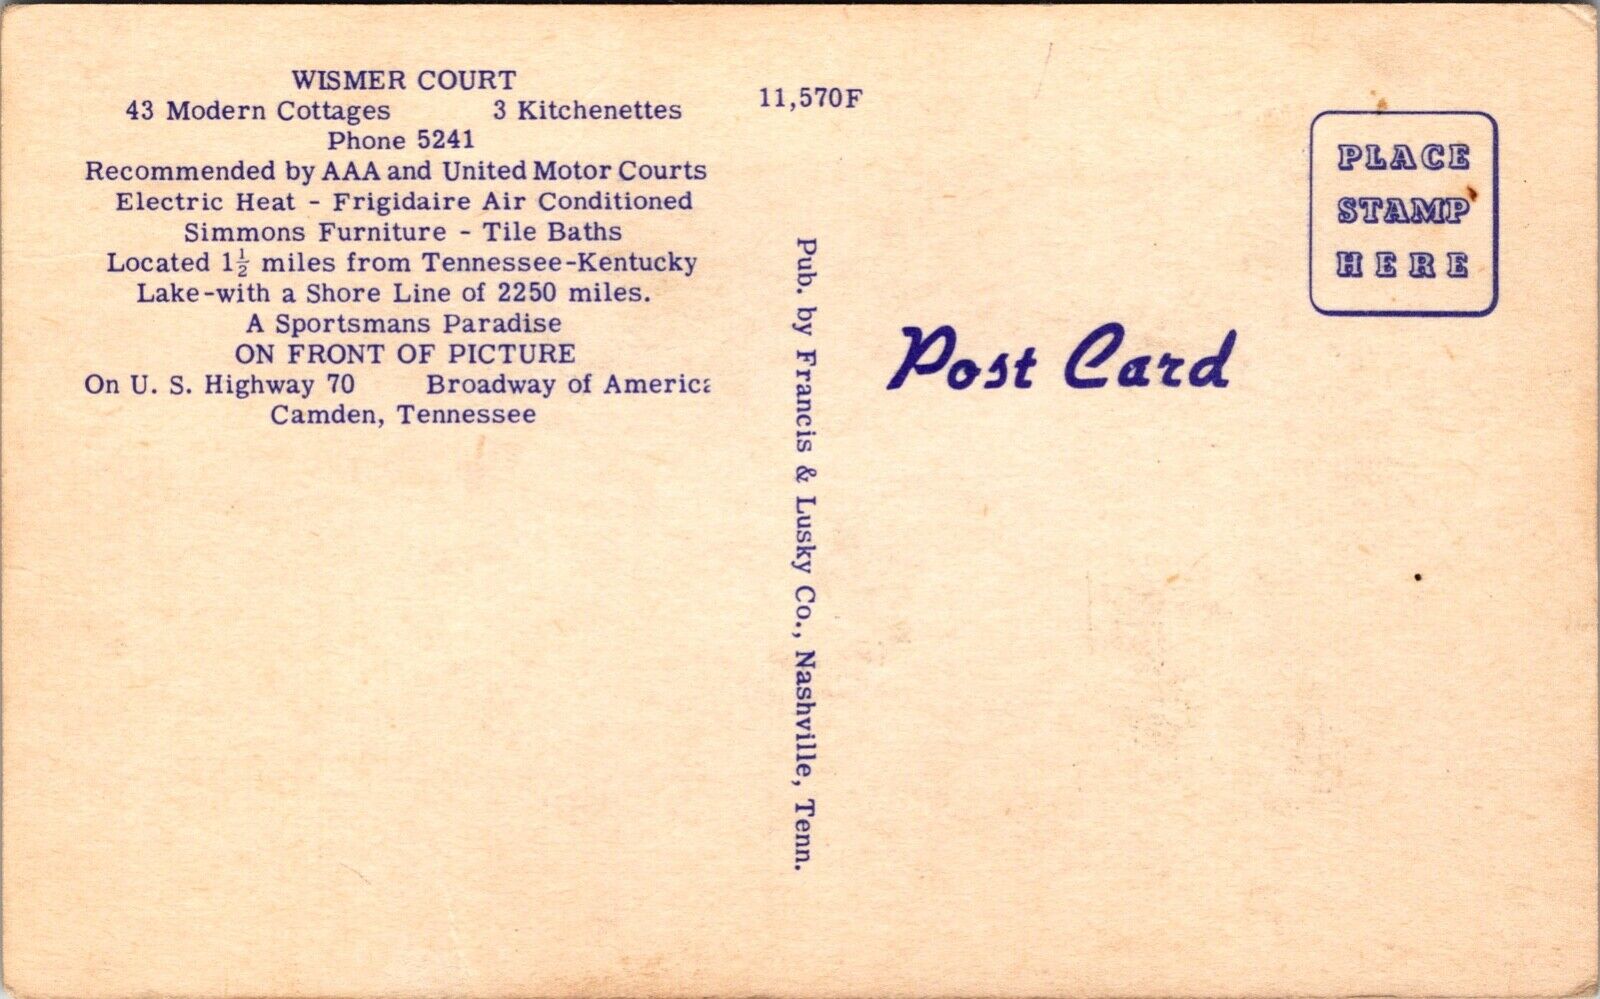 WISMER COURT
43 Modern Cottages 3 Kitchenettes
Phone 5241
Recommended by AAA and United Motor Courts
Electric Heat - Frigidaire Air Conditioned
Simmons Furniture - Tile Baths
Located 1½ miles from Tennessee-Kentucky
Lake-with a Shore Line of 2250 miles.
A Sportsmans Paradise
ON FRONT OF PICTURE
On U. S. Highway 70 Broadway of America
Camden, Tennessee
11,570F
Pub. by Francis & Lusky Co., Nashville, Tenn.
Post Card
PLACE
STAMP
HERE